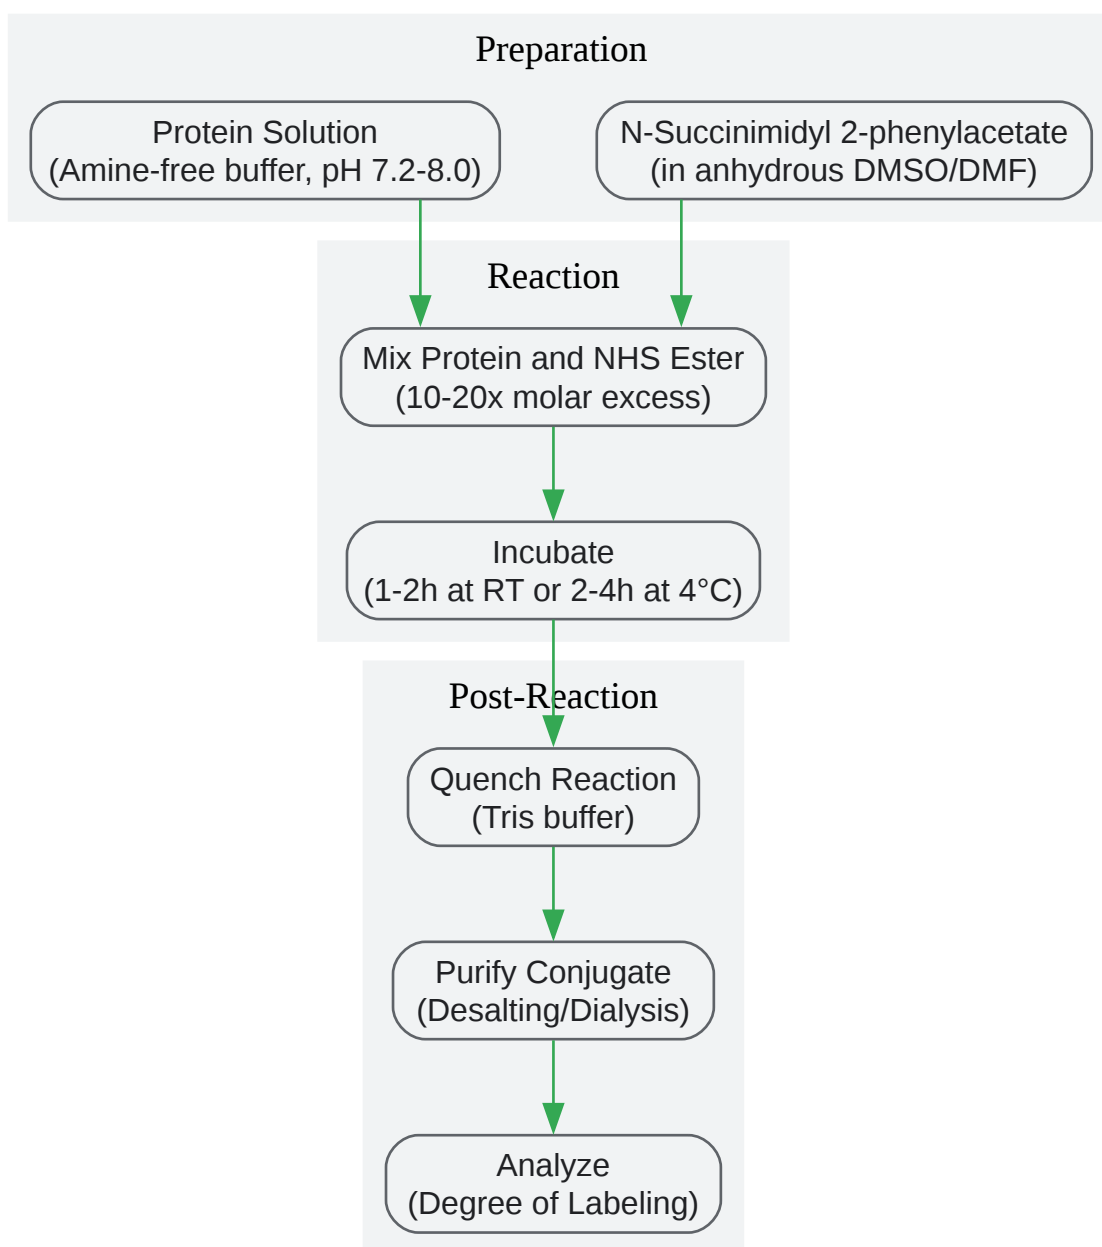 Preparation
Protein Solution
(Amine-free buffer, pH 7.2-8.0)
N-Succinimidyl 2-phenylacetate
(in anhydrous DMSO/DMF)
Reaction
Mix Protein and NHS Ester
(10-20x molar excess)
Incubate
(1-2h at RT or 2-4h at 4°C)
Post-Reaction
Quench Reaction
(Tris buffer)
Purify Conjugate
(Desalting/Dialysis)
Analyze
(Degree of Labeling)